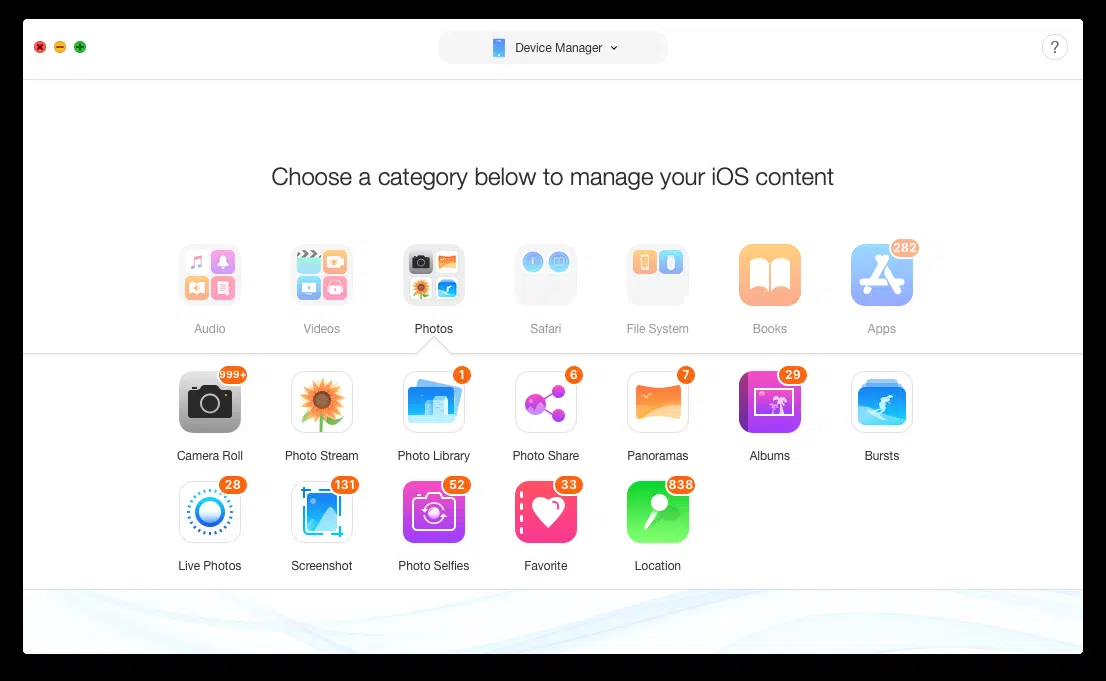 Device Manager
?
Choose a category below to manage your iOS content
282
Audio Videos Photos Safari File System Books Apps
999+ 1 6 7 29
Camera Roll Photo Stream Photo Library Photo Share Panoramas Albums Bursts
28 131 52 33 838
Live Photos Screenshot Photo Selfies Favorite Location